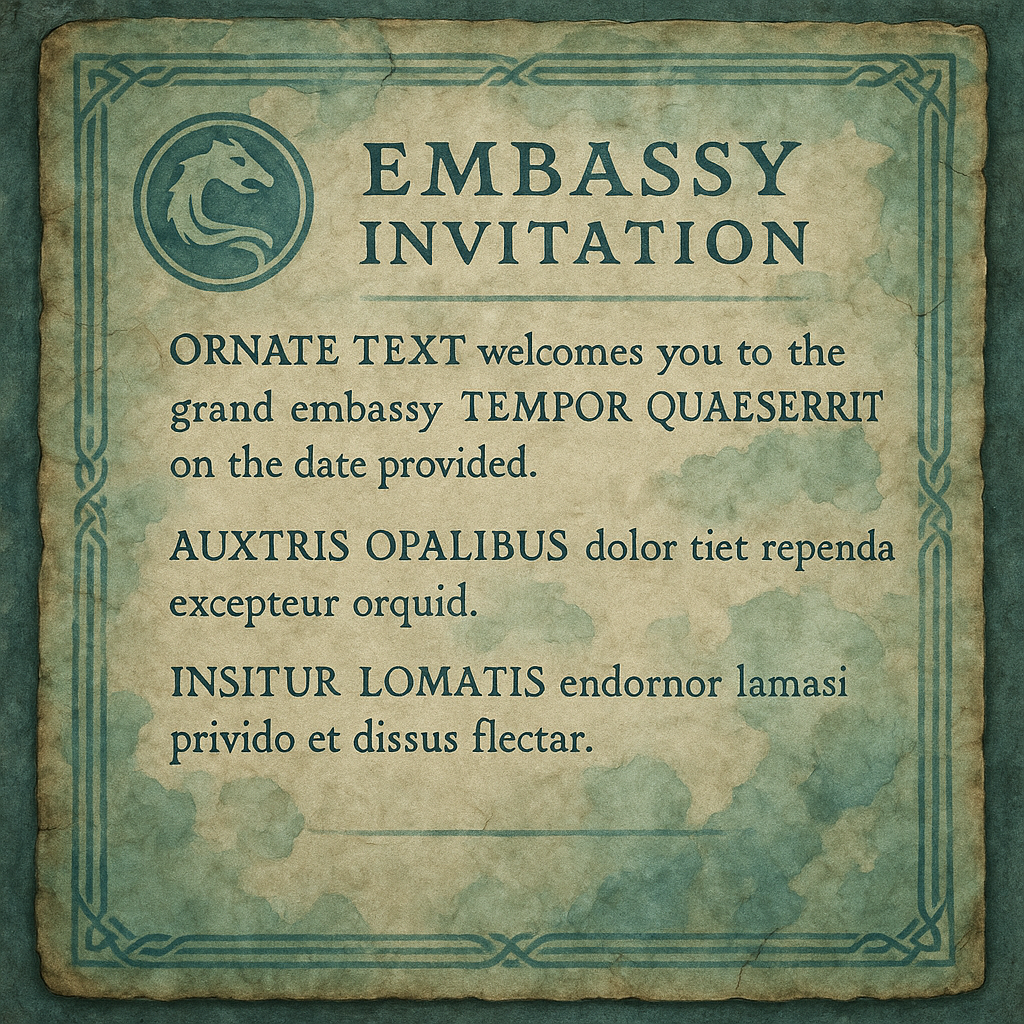 EMBASSY
INVITATION
ORNATE TEXT welcomes you to the
grand embassy TEMPOR QUAESERRIT
on the date provided.
AUXTRIS OPALIBUS dolor tiet rependa
excepteur orquid.
INSITUR LOMATIS endornor lamasi
privido et dissus flectar.